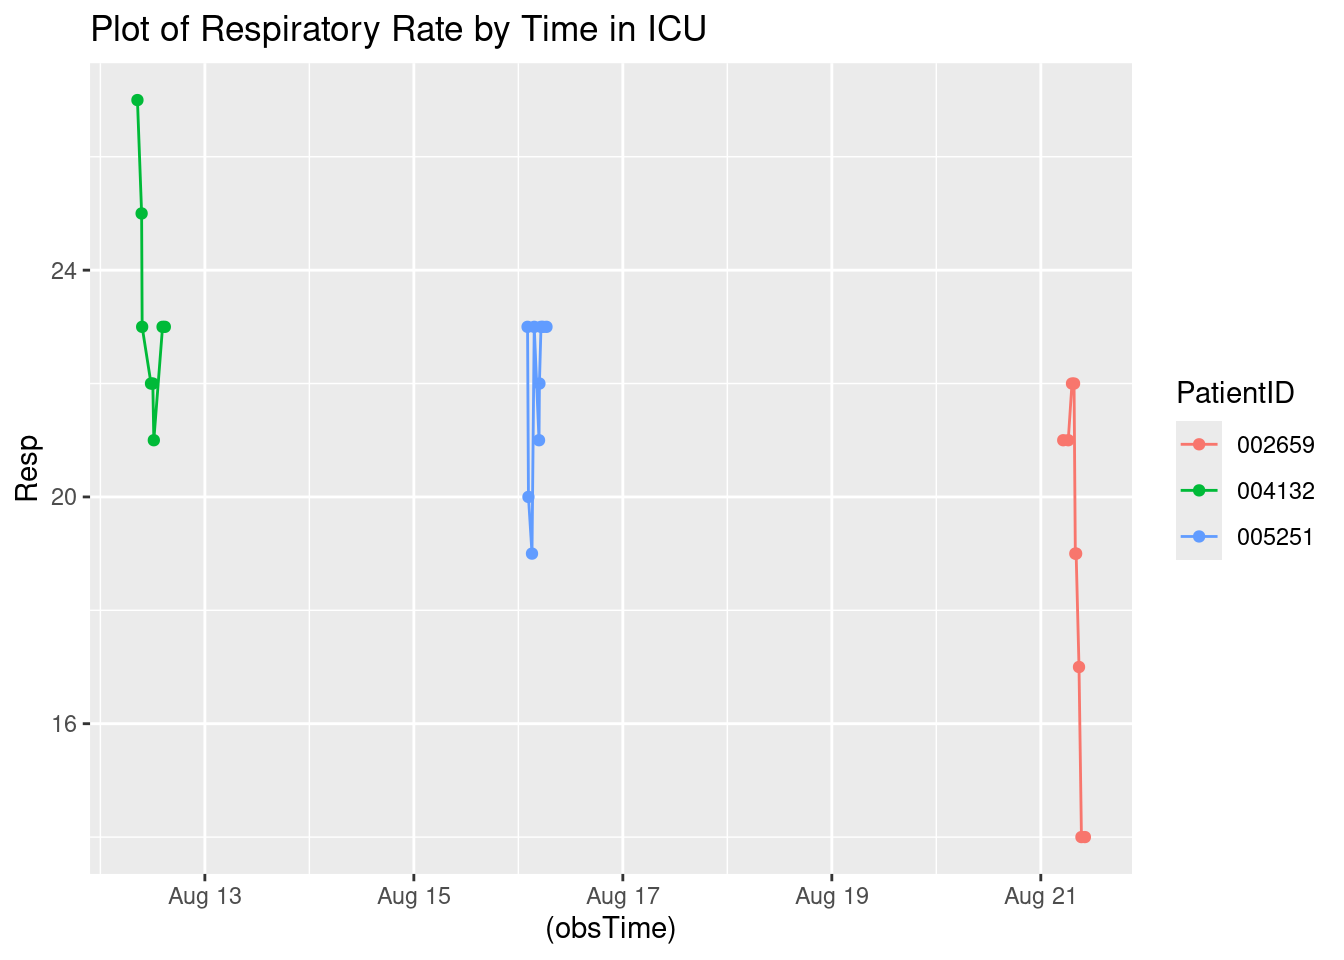 Plot of Respiratory Rate by Time in ICU
24
20
16
Resp
Aug 13 Aug 15 Aug 17 Aug 19 Aug 21
(obsTime)
PatientID
002659
004132
005251